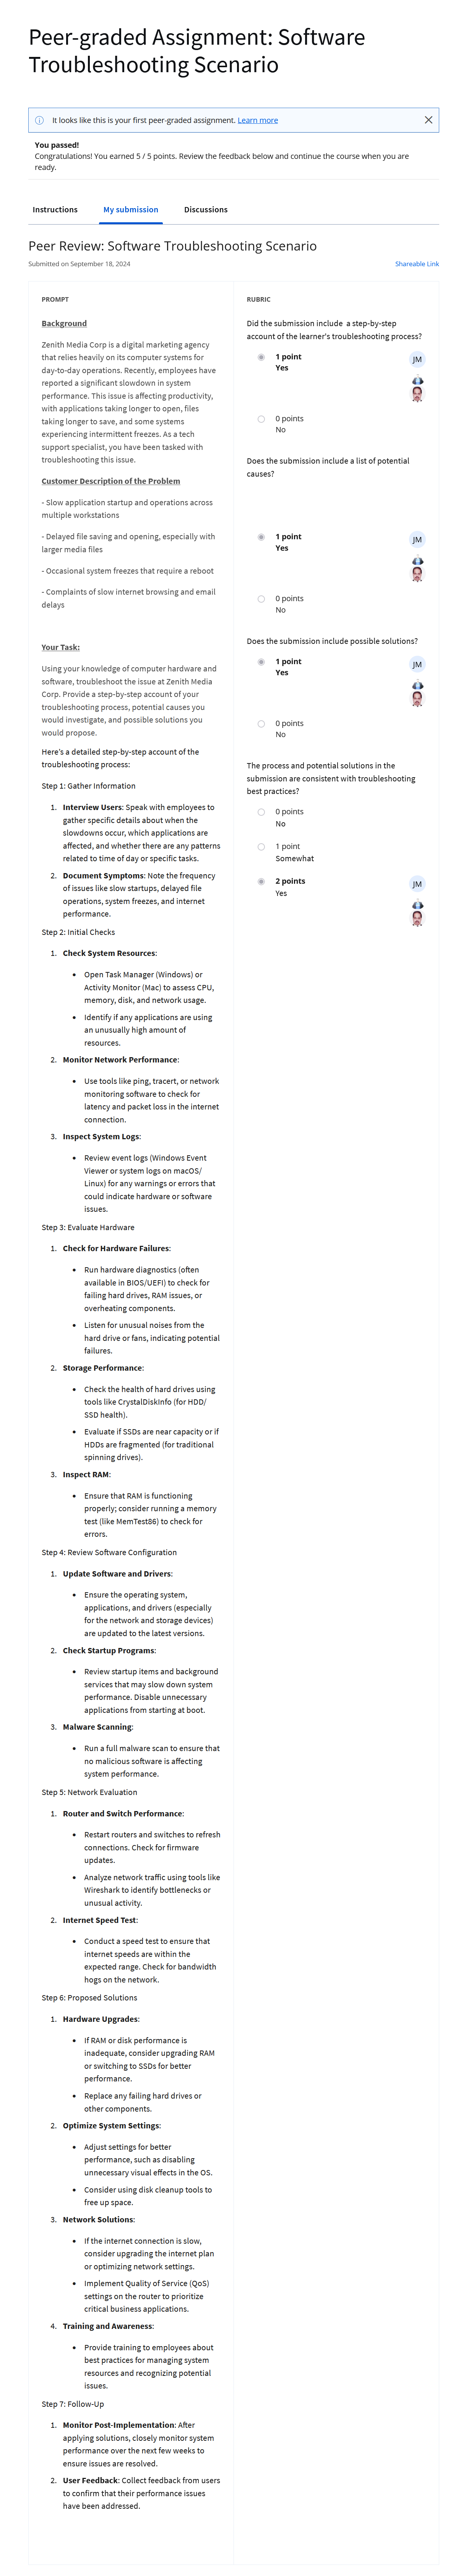 Peer-graded Assignment: Software
Troubleshooting Scenario
It looks like this is your first peer-graded assignment. Learn more
You passed!
Congratulations! You earned 5 / 5 points. Review the feedback below and continue the course when you are
ready.
Instructions
My submission
Discussions
Peer Review: Software Troubleshooting Scenario
Submitted on September 18, 2024
Shareable Link
PROMPT
Background
Zenith Media Corp is a digital marketing agency
that relies heavily on its computer systems for
day-to-day operations. Recently, employees have
reported a significant slowdown in system
performance. This issue is affecting productivity,
with applications taking longer to open, files
taking longer to save, and some systems
experiencing intermittent freezes. As a tech
support specialist, you have been tasked with
troubleshooting this issue.
Customer Description of the Problem
- Slow application startup and operations across
multiple workstations
- Delayed file saving and opening, especially with
larger media files
- Occasional system freezes that require a reboot
- Complaints of slow internet browsing and email
delays
Your Task:
Using your knowledge of computer hardware and
software, troubleshoot the issue at Zenith Media
Corp. Provide a step-by-step account of your
troubleshooting process, potential causes you
would investigate, and possible solutions you
would propose.
Here's a detailed step-by-step account of the
troubleshooting process:
Step 1: Gather Information
1. Interview Users: Speak with employees to
gather specific details about when the
slowdowns occur, which applications are
affected, and whether there are any patterns
related to time of day or specific tasks.
2. Document Symptoms: Note the frequency
of issues like slow startups, delayed file
operations, system freezes, and internet
performance.
Step 2: Initial Checks
1. Check System Resources:
• Open Task Manager (Windows) or
Activity Monitor (Mac) to assess CPU,
memory, disk, and network usage.
• Identify if any applications are using
an unusually high amount of
resources.
2. Monitor Network Performance:
• Use tools like ping, tracert, or network
monitoring software to check for
latency and packet loss in the internet
connection.
3. Inspect System Logs:
• Review event logs (Windows Event
Viewer or system logs on macOS/
Linux) for any warnings or errors that
could indicate hardware or software
issues.
Step 3: Evaluate Hardware
1. Check for Hardware Failures:
• Run hardware diagnostics (often
available in BIOS/UEFI) to check for
failing hard drives, RAM issues, or
overheating components.
• Listen for unusual noises from the
hard drive or fans, indicating potential
failures.
2. Storage Performance:
• Check the health of hard drives using
tools like CrystalDiskInfo (for HDD/
SSD health).
• Evaluate if SSDs are near capacity or if
HDDs are fragmented (for traditional
spinning drives).
3. Inspect RAM:
• Ensure that RAM is functioning
properly; consider running a memory
test (like MemTest86) to check for
errors.
Step 4: Review Software Configuration
1. Update Software and Drivers:
• Ensure the operating system,
applications, and drivers (especially
for the network and storage devices)
are updated to the latest versions.
2. Check Startup Programs:
• Review startup items and background
services that may slow down system
performance. Disable unnecessary
applications from starting at boot.
3. Malware Scanning:
• Run a full malware scan to ensure that
no malicious software is affecting
system performance.
Step 5: Network Evaluation
1. Router and Switch Performance:
• Restart routers and switches to refresh
connections. Check for firmware
updates.
• Analyze network traffic using tools like
Wireshark to identify bottlenecks or
unusual activity.
2. Internet Speed Test:
• Conduct a speed test to ensure that
internet speeds are within the
expected range. Check for bandwidth
hogs on the network.
Step 6: Proposed Solutions
1. Hardware Upgrades:
• If RAM or disk performance is
inadequate, consider upgrading RAM
or switching to SSDs for better
performance.
• Replace any failing hard drives or
other components.
2. Optimize System Settings:
• Adjust settings for better
performance, such as disabling
unnecessary visual effects in the OS.
• Consider using disk cleanup tools to
free up space.
3. Network Solutions:
• If the internet connection is slow,
consider upgrading the internet plan
or optimizing network settings.
• Implement Quality of Service (QoS)
settings on the router to prioritize
critical business applications.
4. Training and Awareness:
• Provide training to employees about
best practices for managing system
resources and recognizing potential
issues.
Step 7: Follow-Up
1. Monitor Post-Implementation: After
applying solutions, closely monitor system
performance over the next few weeks to
ensure issues are resolved.
2. User Feedback: Collect feedback from users
to confirm that their performance issues
have been addressed.
RUBRIC
Did the submission include a step-by-step
account of the learner's troubleshooting process?
1 point
Yes
JM
0 points
No
Does the submission include a list of potential
causes?
1 point
Yes
JM
0 points
No
Does the submission include possible solutions?
1 point
Yes
JM
0 points
No
The process and potential solutions in the
submission are consistent with troubleshooting
best practices?
0 points
No
1 point
Somewhat
2 points
Yes
JM